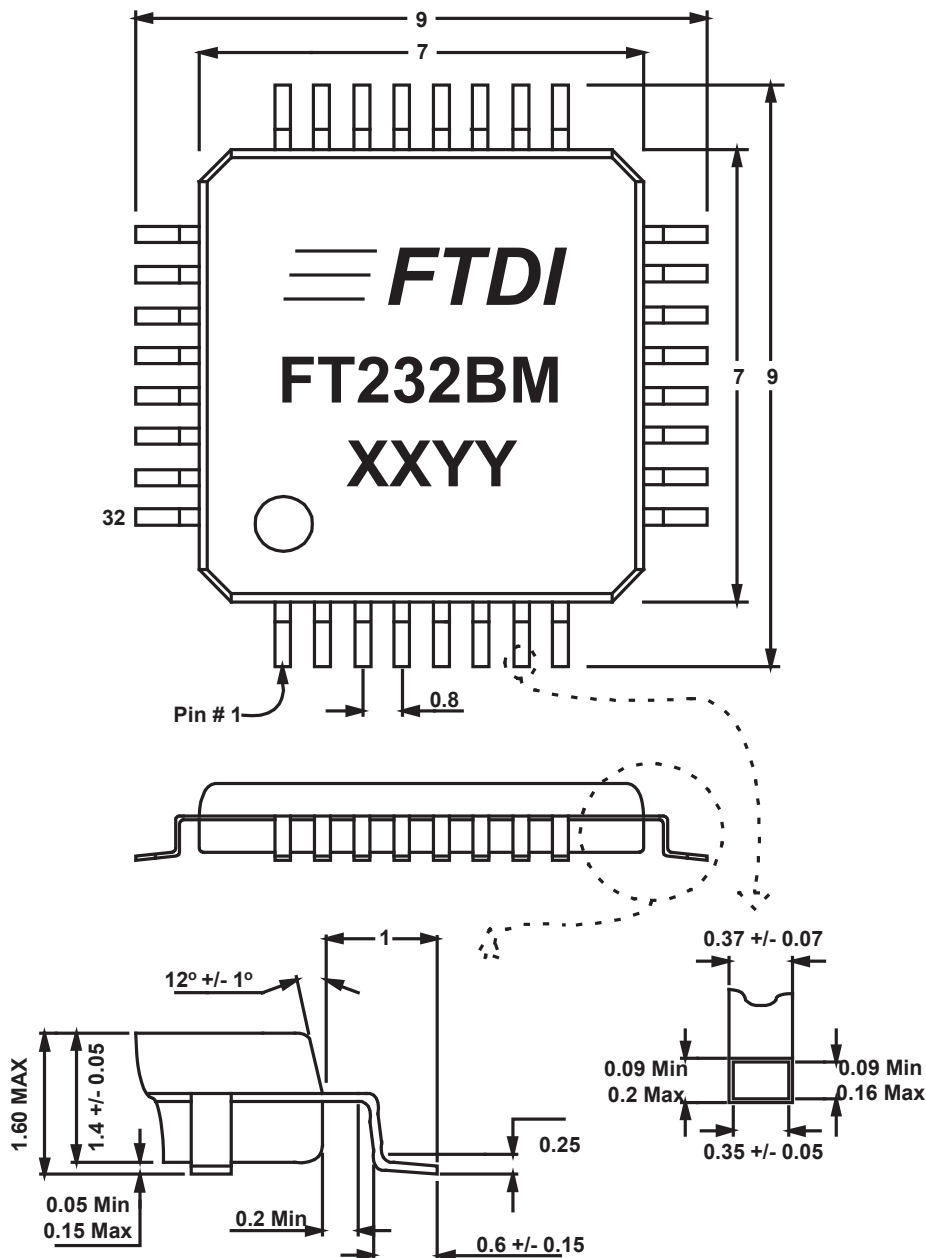 9
7
FTDI
FT232BM
XXYY
7
9
32
Pin # 1
0.8
1
0.37 +/- 0.07
12º +/- 1º
1.60 MAX
1.4 +/- 0.05
0.09 Min
0.2 Max
0.09 Min
0.16 Max
0.25
0.35 +/- 0.05
0.05 Min
0.15 Max
0.2 Min
0.6 +/- 0.15